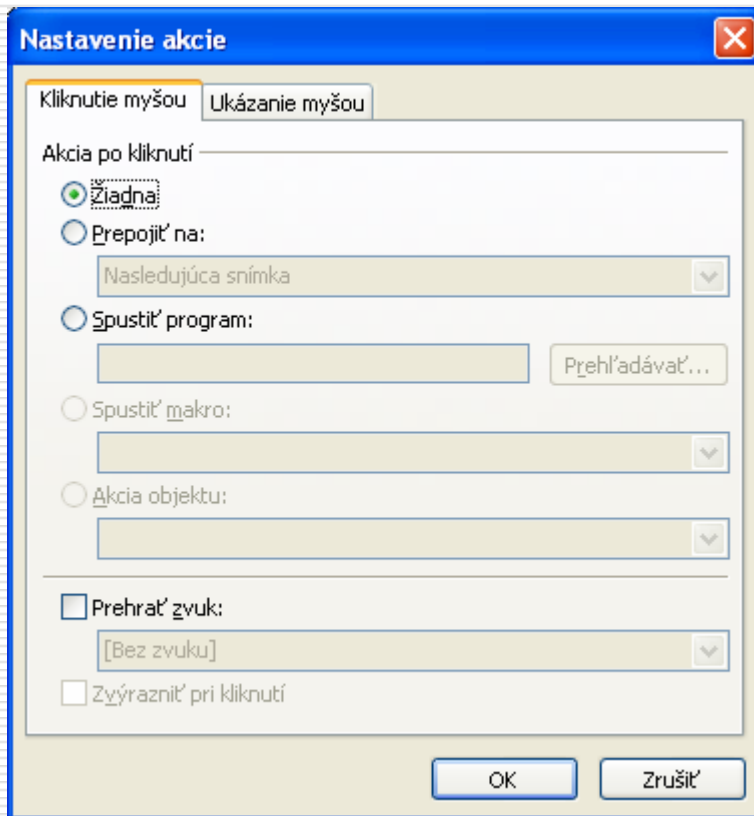 Nastavenie akcie
Kliknutie myšou
Ukázanie myšou
Akcia po kliknutí
Žiadna
Prepojiť na:
Nasledujúca snímka
Spustiť program:
Prehľadávať...
Spustiť makro:
Akcia objektu:
Prehrať zvuk:
[Bez zvuku]
Zvýrazniť pri kliknutí
OK
Zrušiť